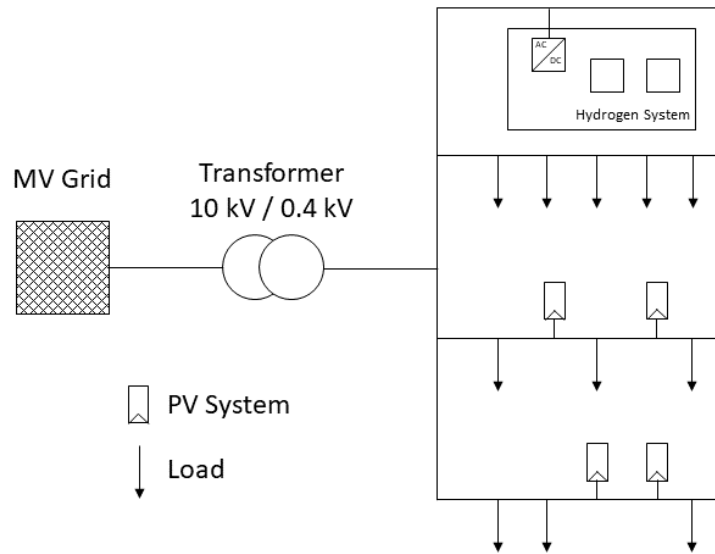 AC
DC
Hydrogen System
MV Grid
Transformer
10 kV / 0.4 kV
PV System
Load